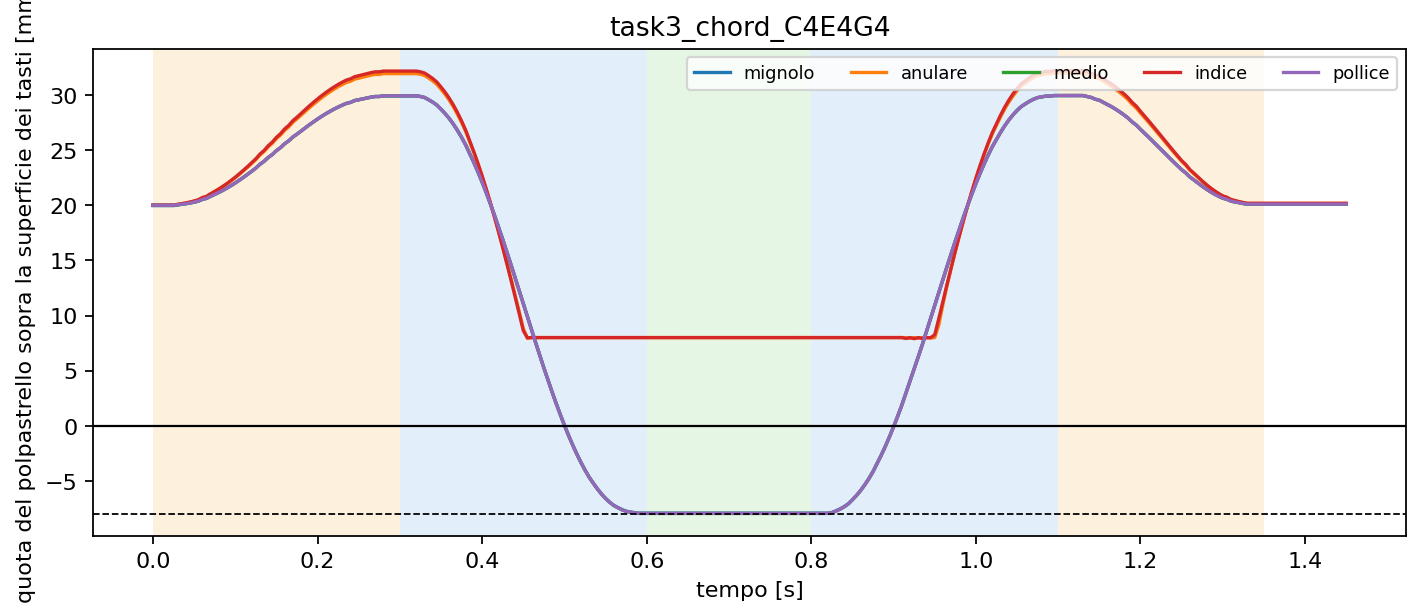 task3_chord_C4E4G4
quota del polpastrello sopra la superficie dei tasti [mm
mignolo anulare medio indice pollice
30
25
20
15
10
5
0
−5
0.0 0.2 0.4 0.6 0.8 1.0 1.2 1.4
tempo [s]